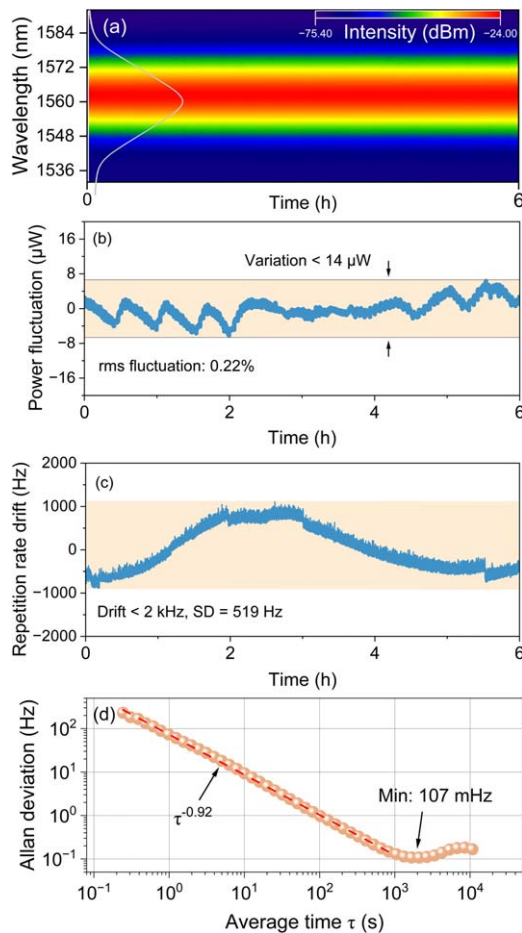 (a)
−75.40 Intensity (dBm) −24.00
Wavelength (nm)
1584
1572
1560
1548
1536
0 6
Time (h)
(b)
Variation < 14 μW
Power fluctuation (μW)
16
8
0
−8
−16
rms fluctuation: 0.22%
0 2 4 6
Time (h)
(c)
Repetition rate drift (Hz)
2000
1000
0
−1000
−2000
Drift < 2 kHz, SD = 519 Hz
0 2 4 6
Time (h)
(d)
Allan deviation (Hz)
10²
10¹
10⁰
10⁻¹
τ⁻⁰·⁹²
Min: 107 mHz
10⁻¹ 10⁰ 10¹ 10² 10³ 10⁴
Average time τ (s)